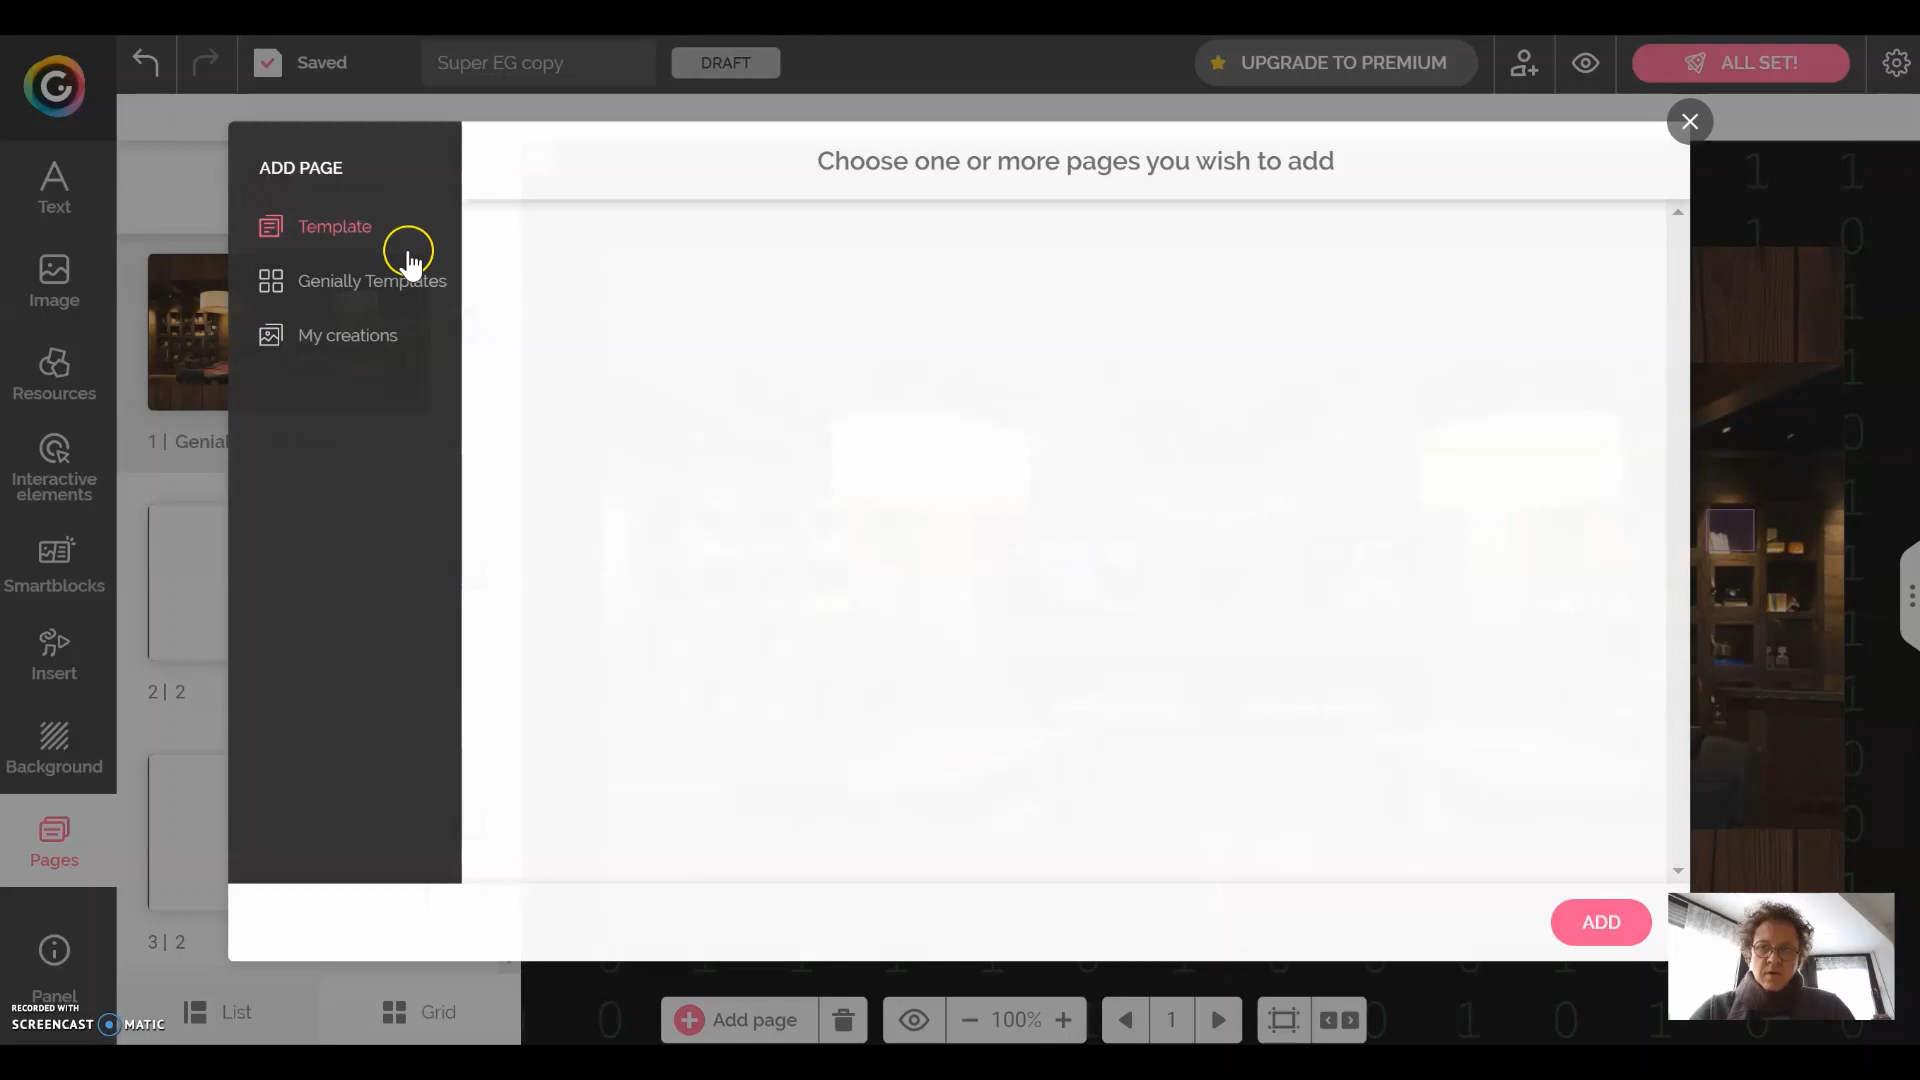 Saved
Super EG copy
DRAFT
UPGRADE TO PREMIUM
ALL SET!
Text
Image
Resources
Interactive
elements
Smartblocks
Insert
Background
Pages
Panel
ADD PAGE
Template
Genially Templates
My creations
Choose one or more pages you wish to add
1 | Genial
2 | 2
3 | 2
ADD
List
Grid
Add page
100%
1
RECORDED WITH
SCREENCAST MATIC